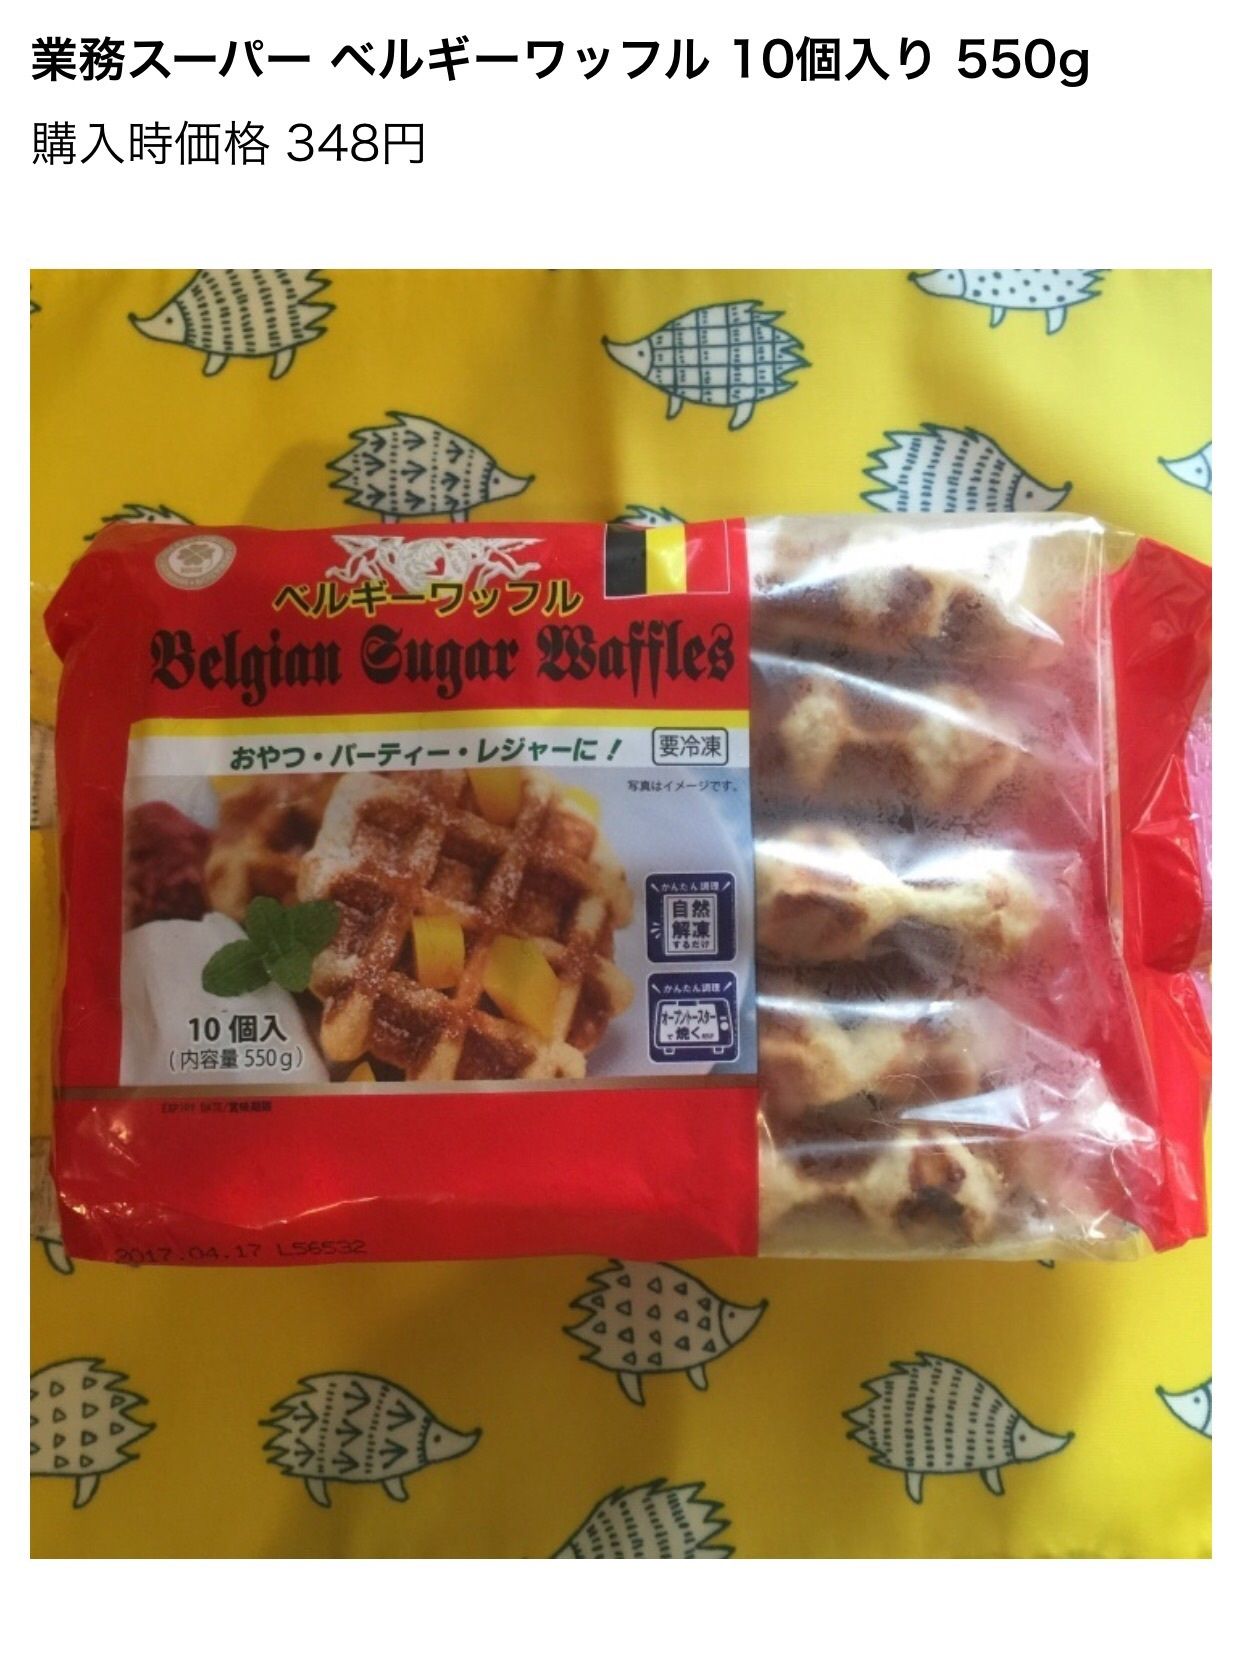 業務スーパー ベルギーワッフル 10個入り 550g
購入時価格 348円
ベルギーワッフル
Belgian Sugar Waffles
おやつ・パーティー・レジャーに！
要冷凍
写真はイメージです。
かんたん調理
自然
解凍
するだけ
かんたん調理
オーブントースター
で焼くだけ
10個入
(内容量 550g)
EXPIRY DATE/賞味期限
2017.04.17 L56532